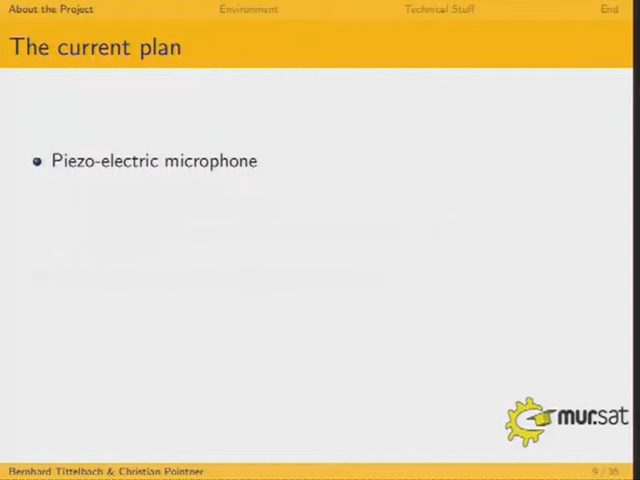 About the Project Environment Technical Stuff End
The current plan
Piezo-electric microphone
mur.sat
Bernhard Tittelbach & Christian Pointner 9 / 36